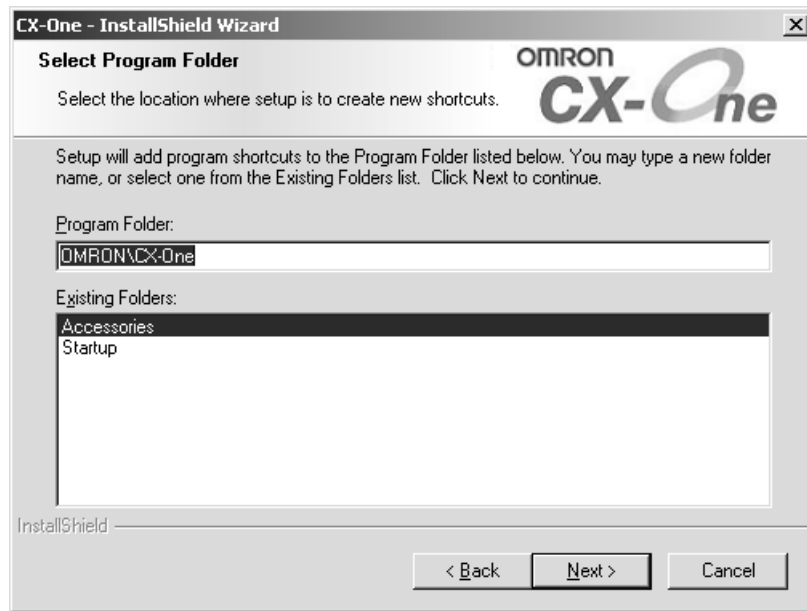 CX-One - InstallShield Wizard
Select Program Folder
Select the location where setup is to create new shortcuts.
OMRON
CX-One
Setup will add program shortcuts to the Program Folder listed below. You may type a new folder
name, or select one from the Existing Folders list. Click Next to continue.
Program Folder:
OMRON\CX-One
Existing Folders:
Accessories
Startup
InstallShield
< Back
Next >
Cancel